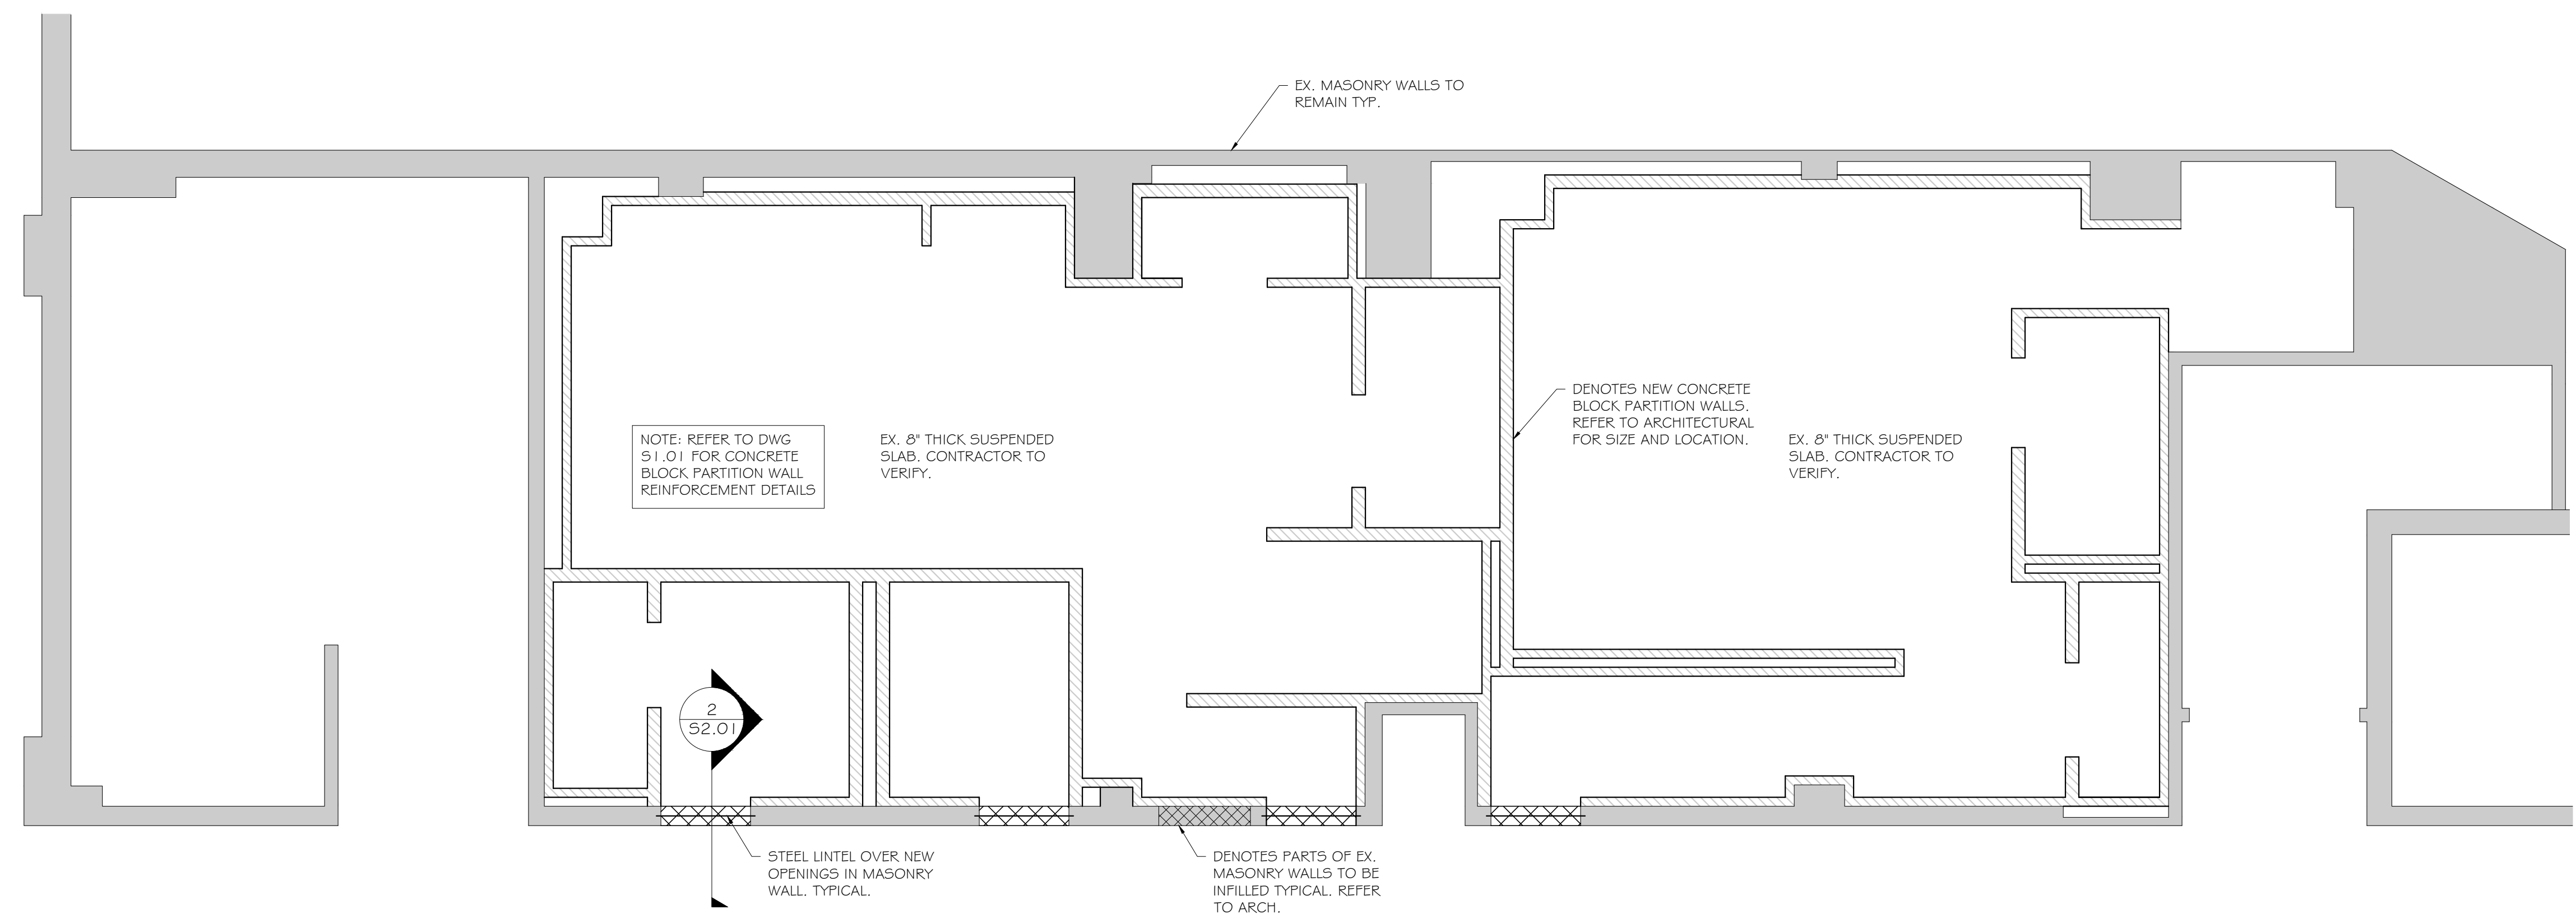 EX. MASONRY WALLS TO
REMAIN TYP.
DENOTES NEW CONCRETE
BLOCK PARTITION WALLS.
REFER TO ARCHITECTURAL
FOR SIZE AND LOCATION.
NOTE: REFER TO DWG
S1.01 FOR CONCRETE
BLOCK PARTITION WALL
REINFORCEMENT DETAILS
EX. 8" THICK SUSPENDED
SLAB. CONTRACTOR TO
VERIFY.
EX. 8" THICK SUSPENDED
SLAB. CONTRACTOR TO
VERIFY.
2
S2.01
STEEL LINTEL OVER NEW
OPENINGS IN MASONRY
WALL. TYPICAL.
DENOTES PARTS OF EX.
MASONRY WALLS TO BE
INFILLED TYPICAL. REFER
TO ARCH.